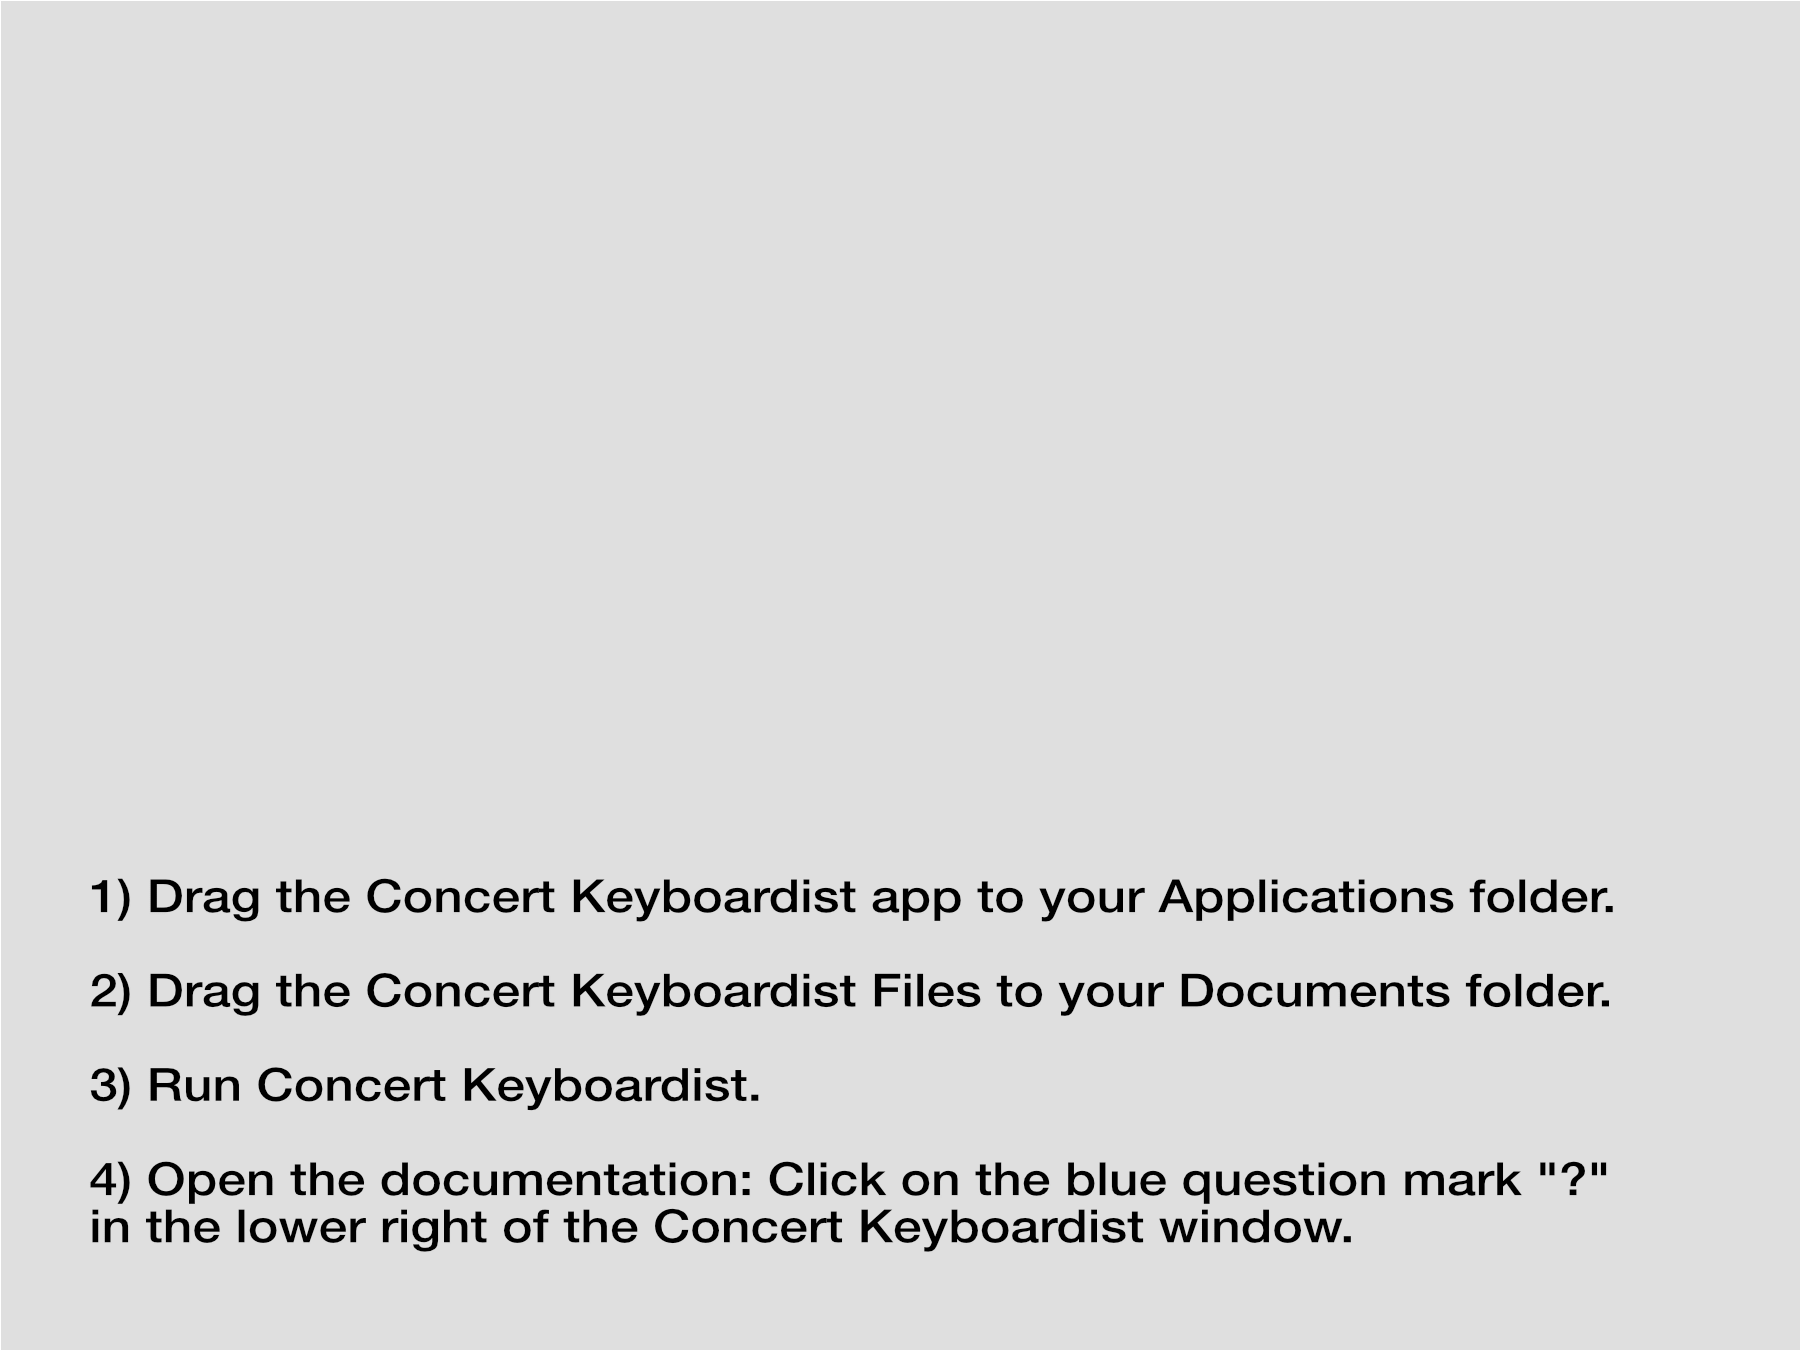 1) Drag the Concert Keyboardist app to your Applications folder.
2) Drag the Concert Keyboardist Files to your Documents folder.
3) Run Concert Keyboardist.
4) Open the documentation: Click on the blue question mark "?"
in the lower right of the Concert Keyboardist window.